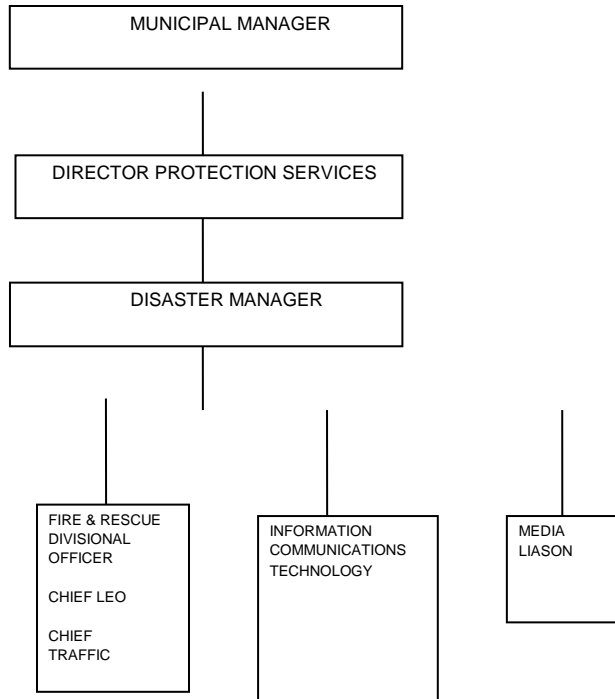 MUNICIPAL MANAGER
DIRECTOR PROTECTION SERVICES
DISASTER MANAGER
FIRE & RESCUE
DIVISIONAL
OFFICER
CHIEF LEO
CHIEF
TRAFFIC
INFORMATION
COMMUNICATIONS
TECHNOLOGY
MEDIA
LIASON